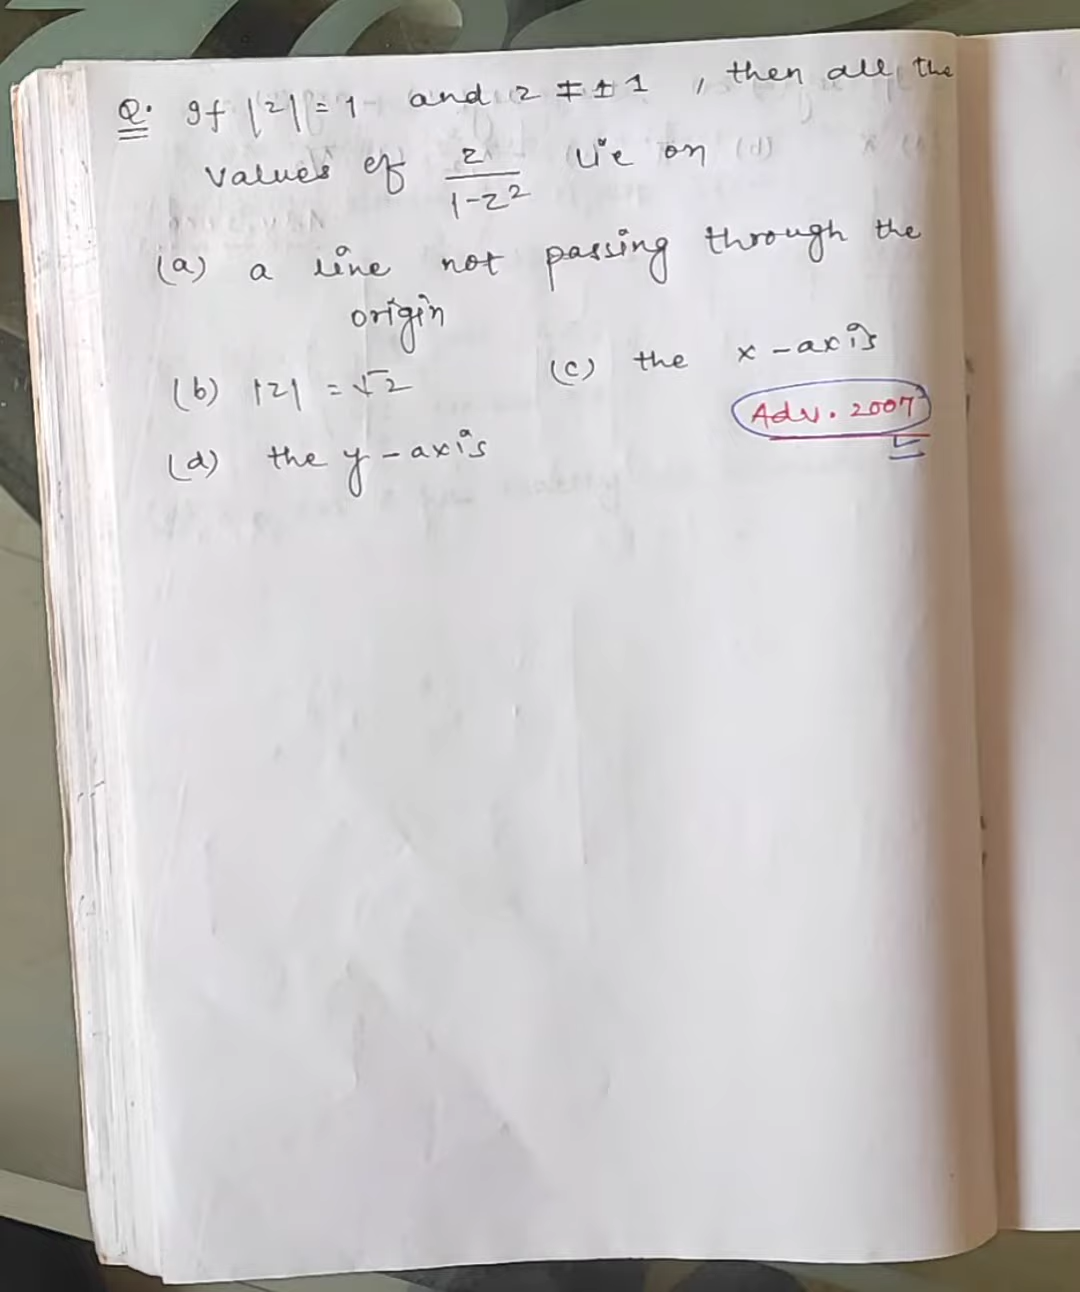 Q. If |z| = 1 and z ≠ ± 1, then all the
values of z/(1-z²) lie on
(a) a line not passing through the
origin
(b) |z| = √2 (c) the x-axis
Adv. 2007
(d) the y-axis